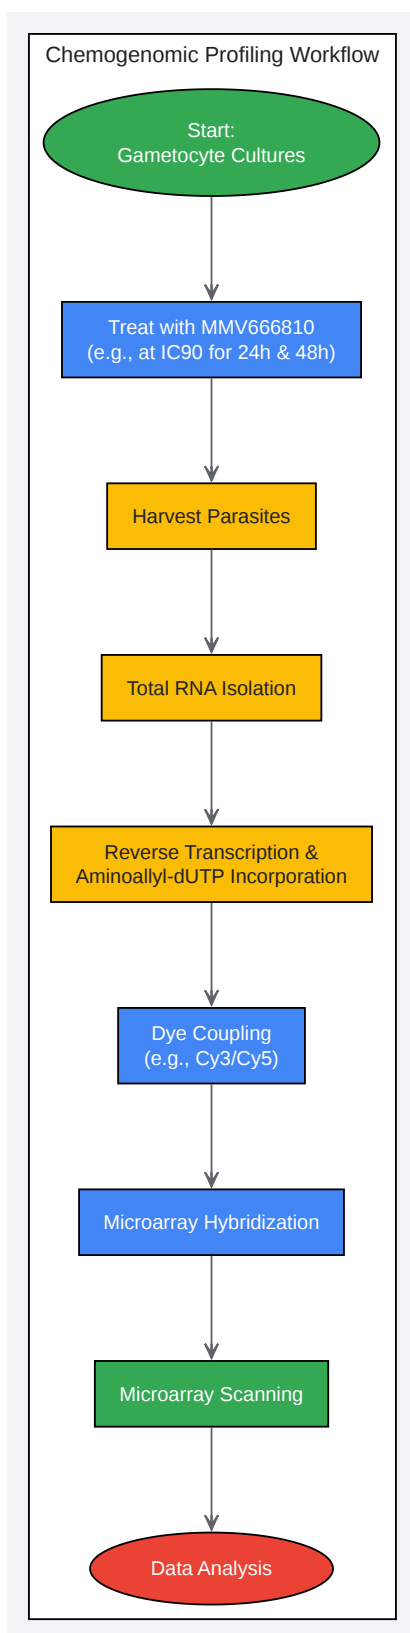 Chemogenomic Profiling Workflow
Start:
Gametocyte Cultures
Treat with MMV666810
(e.g., at IC90 for 24h & 48h)
Harvest Parasites
Total RNA Isolation
Reverse Transcription &
Aminoallyl-dUTP Incorporation
Dye Coupling
(e.g., Cy3/Cy5)
Microarray Hybridization
Microarray Scanning
Data Analysis